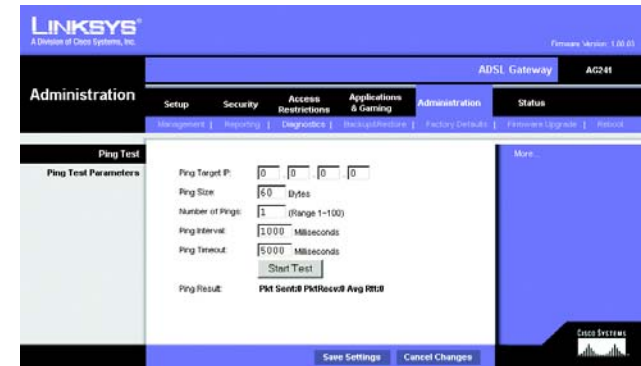 LINKSYS®
A Division of Cisco Systems, Inc.
Firmware Version: 1.00.03
ADSL Gateway AG241
Administration
Setup Security Access Restrictions Applications & Gaming Administration Status
Management | Reporting | Diagnostics | Backup&Restore | Factory Defaults | Firmware Upgrade | Reboot
Ping Test
Ping Test Parameters
More...
Ping Target IP: 0 . 0 . 0 . 0
Ping Size: 60 Bytes
Number of Pings: 1 (Range 1~100)
Ping Interval: 1000 Milliseconds
Ping Timeout: 5000 Milliseconds
Start Test
Ping Result: Pkt Sent:0 PktRecv:0 Avg Rtt:0
Save Settings Cancel Changes
CISCO SYSTEMS